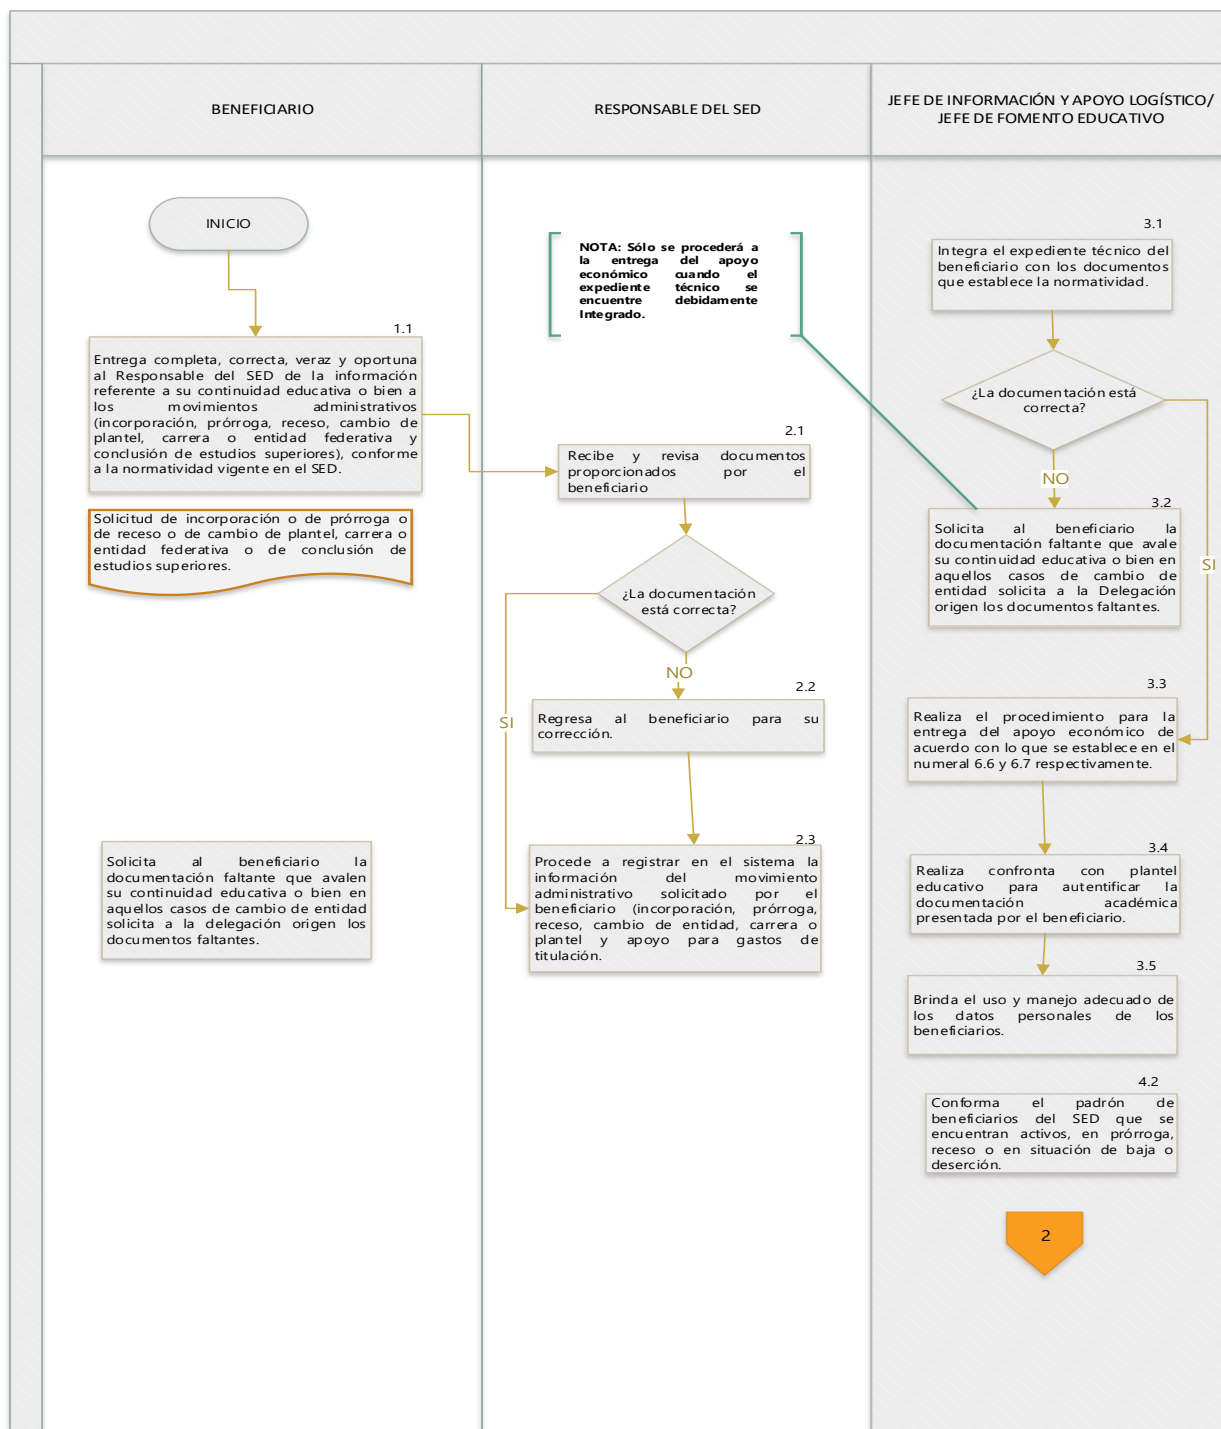 BENEFICIARIO
RESPONSABLE DEL SED
JEFE DE INFORMACIÓN Y APOYO LOGÍSTICO/
JEFE DE FOMENTO EDUCATIVO
INICIO
1.1
Entrega completa, correcta, veraz y oportuna
al Responsable del SED de la información
referente a su continuidad educativa o bien a
los movimientos administrativos
(incorporación, prórroga, receso, cambio de
plantel, carrera o entidad federativa y
conclusión de estudios superiores), conforme
a la normatividad vigente en el SED.
Solicitud de incorporación o de prórroga o
de receso o de cambio de plantel, carrera o
entidad federativa o de conclusión de
estudios superiores.
Solicita al beneficiario la
documentación faltante que avalen
su continuidad educativa o bien en
aquellos casos de cambio de entidad
solicita a la delegación origen los
documentos faltantes.
NOTA: Sólo se procederá a
la entrega del apoyo
económico cuando el
expediente técnico se
encuentre debidamente
Integrado.
2.1
Recibe y revisa documentos
proporcionados por el
beneficiario
¿La documentación
está correcta?
NO
SI
2.2
Regresa al beneficiario para su
corrección.
2.3
Procede a registrar en el sistema la
información del movimiento
administrativo solicitado por el
beneficiario (incorporación, prórroga,
receso, cambio de entidad, carrera o
plantel y apoyo para gastos de
titulación.
3.1
Integra el expediente técnico del
beneficiario con los documentos
que establece la normatividad.
¿La documentación está
correcta?
NO
SI
3.2
Solicita al beneficiario la
documentación faltante que avale
su continuidad educativa o bien en
aquellos casos de cambio de
entidad solicita a la Delegación
origen los documentos faltantes.
3.3
Realiza el procedimiento para la
entrega del apoyo económico de
acuerdo con lo que se establece en el
numeral 6.6 y 6.7 respectivamente.
3.4
Realiza confronta con plantel
educativo para autentificar la
documentación académica
presentada por el beneficiario.
3.5
Brinda el uso y manejo adecuado de
los datos personales de los
beneficiarios.
4.2
Conforma el padrón de
beneficiarios del SED que se
encuentran activos, en prórroga,
receso o en situación de baja o
deserción.
2